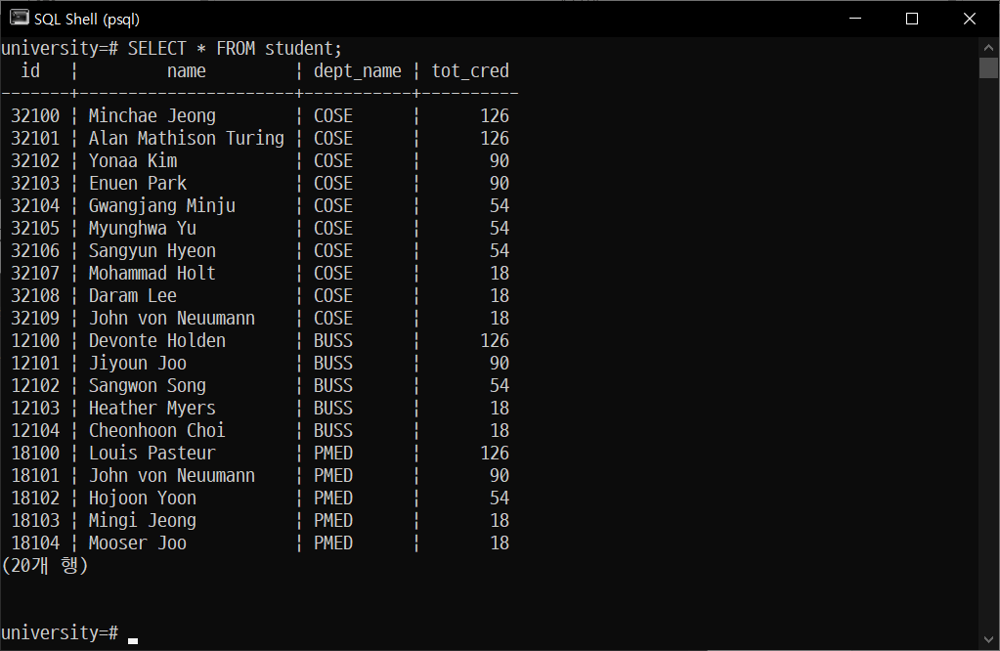 SQL Shell (psql)
university=# SELECT * FROM student;
  id   ¦         name         ¦ dept_name ¦ tot_cred
-------+----------------------+-----------+----------
 32100 ¦ Minchae Jeong        ¦ COSE      ¦      126
 32101 ¦ Alan Mathison Turing ¦ COSE      ¦      126
 32102 ¦ Yonaa Kim            ¦ COSE      ¦       90
 32103 ¦ Enuen Park           ¦ COSE      ¦       90
 32104 ¦ Gwangjang Minju      ¦ COSE      ¦       54
 32105 ¦ Myunghwa Yu          ¦ COSE      ¦       54
 32106 ¦ Sangyun Hyeon        ¦ COSE      ¦       54
 32107 ¦ Mohammad Holt        ¦ COSE      ¦       18
 32108 ¦ Daram Lee            ¦ COSE      ¦       18
 32109 ¦ John von Neuumann    ¦ COSE      ¦       18
 12100 ¦ Devonte Holden       ¦ BUSS      ¦      126
 12101 ¦ Jiyoun Joo           ¦ BUSS      ¦       90
 12102 ¦ Sangwon Song         ¦ BUSS      ¦       54
 12103 ¦ Heather Myers        ¦ BUSS      ¦       18
 12104 ¦ Cheonhoon Choi       ¦ BUSS      ¦       18
 18100 ¦ Louis Pasteur        ¦ PMED      ¦      126
 18101 ¦ John von Neuumann    ¦ PMED      ¦       90
 18102 ¦ Hojoon Yoon          ¦ PMED      ¦       54
 18103 ¦ Mingi Jeong          ¦ PMED      ¦       18
 18104 ¦ Mooser Joo           ¦ PMED      ¦       18
(20개 행)
university=#